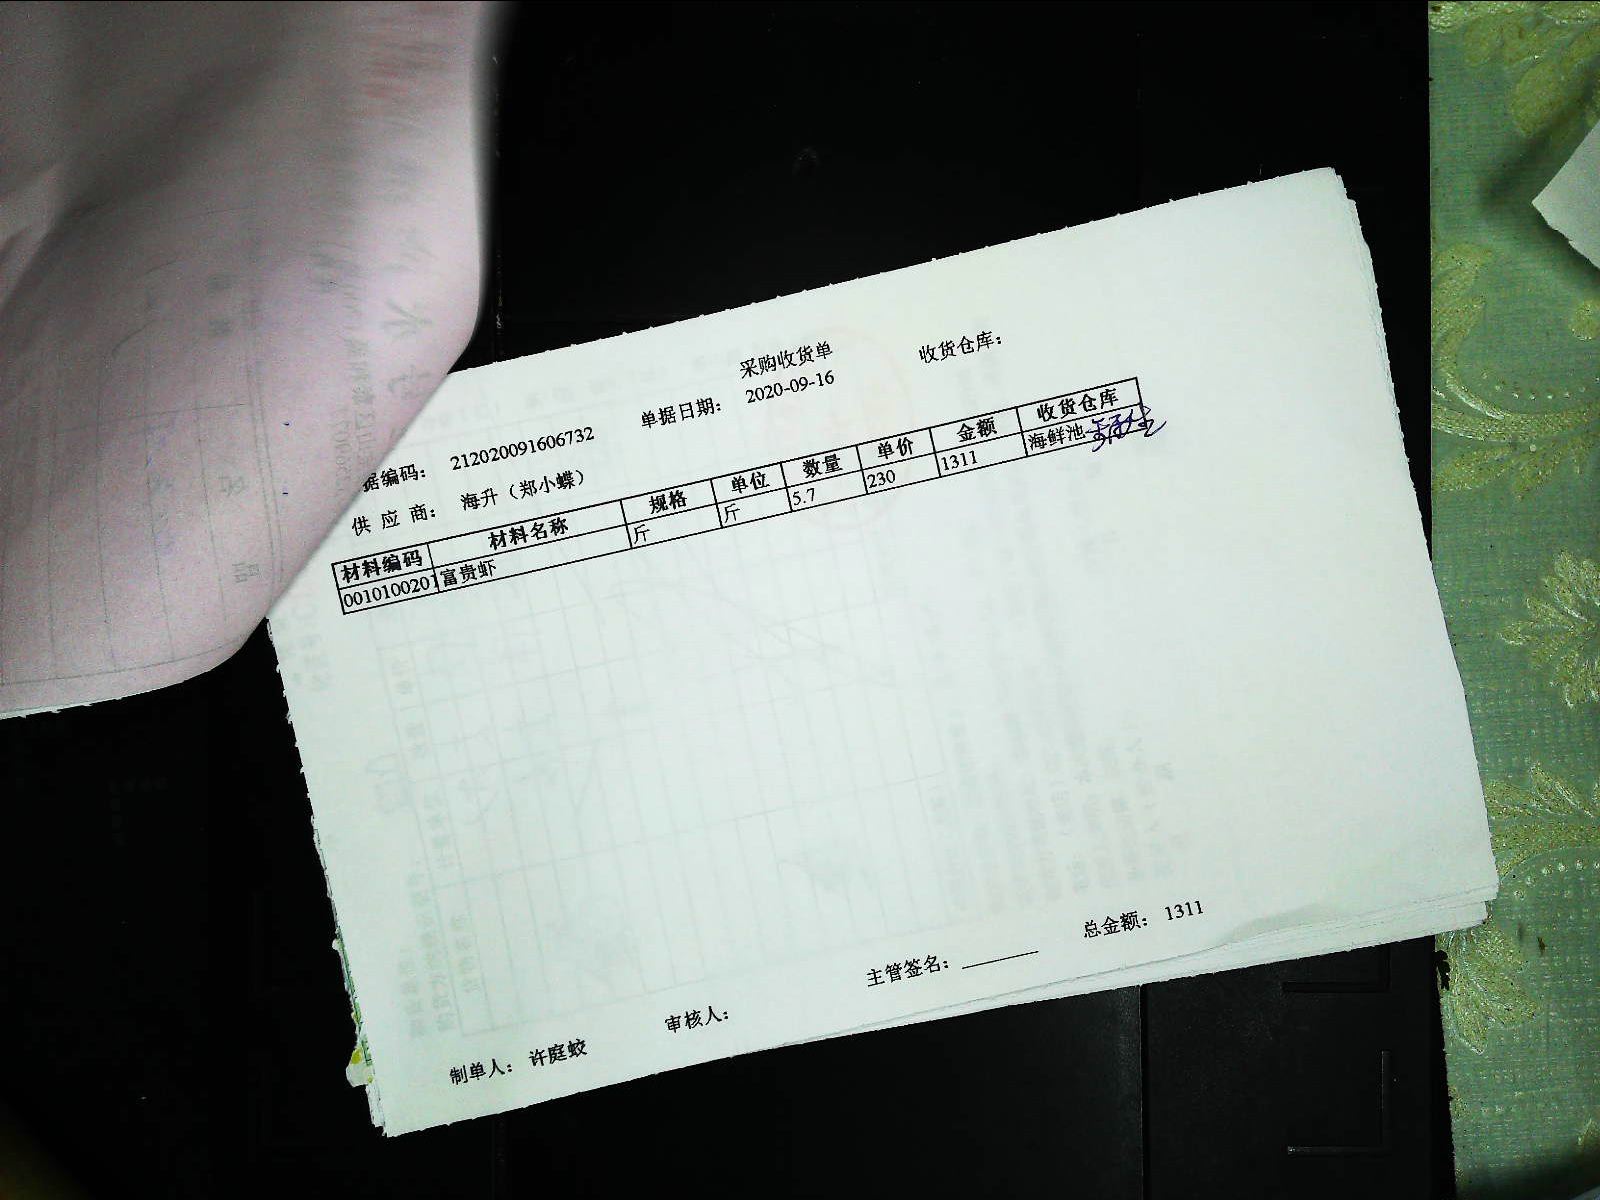 采购收货单
据编码： 212020091606732 单据日期： 2020-09-16 收货仓库：
供 应 商： 海升（郑小蝶）
材料编码 材料名称 规格 单位 数量 单价 金额 收货仓库
0010100201 富贵虾 斤 斤 5.7 230 1311 海鲜池
总金额： 1311
制单人： 许庭蛟 审核人： 主管签名：